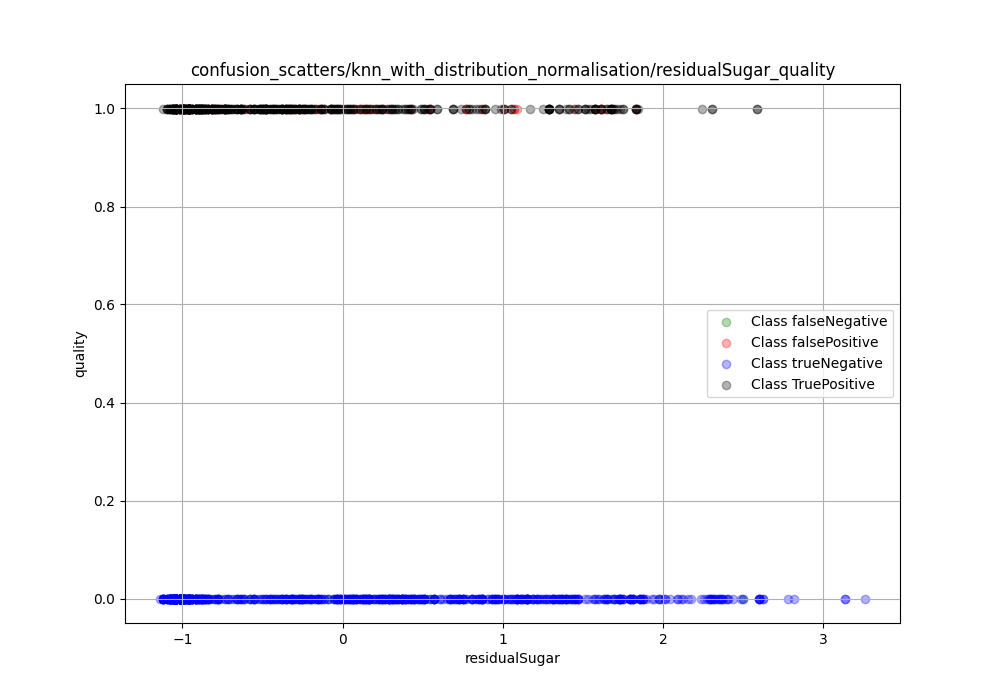 confusion_scatters/knn_with_distribution_normalisation/residualSugar_quality
1.0
0.8
0.6
0.4
0.2
0.0
quality
Class falseNegative
Class falsePositive
Class trueNegative
Class TruePositive
−1
0
1
2
3
residualSugar